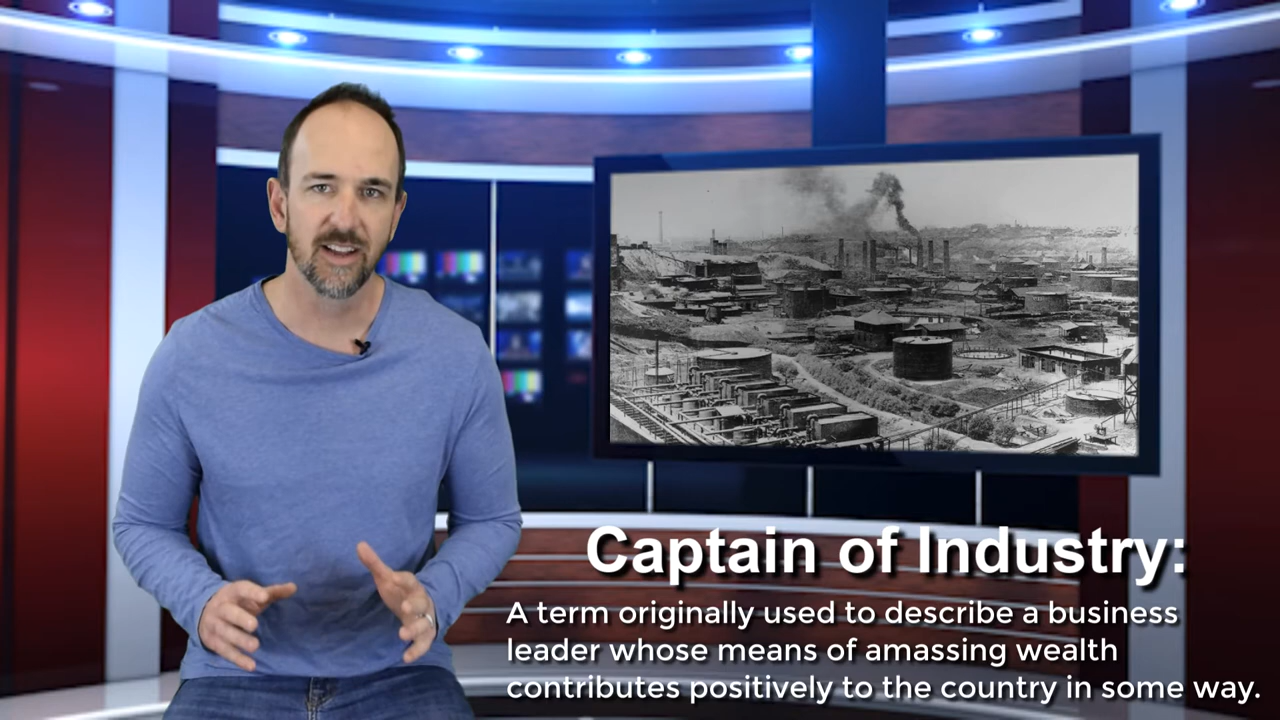 Captain of Industry:
A term originally used to describe a business
leader whose means of amassing wealth
contributes positively to the country in some way.